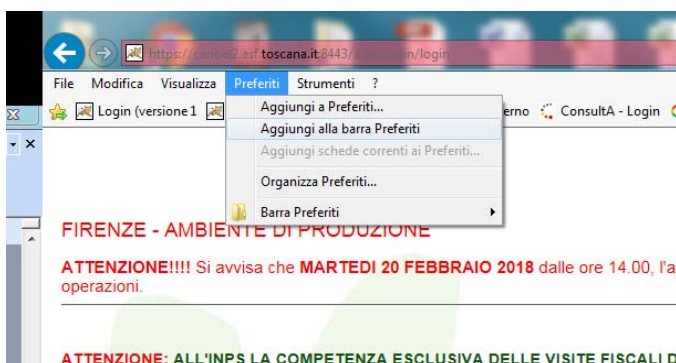 toscana.it:8443/
n/login
File Modifica Visualizza Preferiti Strumenti ?
Login (versione 1
erno ConsultA - Login
Aggiungi a Preferiti...
Aggiungi alla barra Preferiti
Aggiungi schede correnti ai Preferiti...
Organizza Preferiti...
Barra Preferiti
FIRENZE - AMBIENTE DI PRODUZIONE
ATTENZIONE!!!! Si avvisa che MARTEDI 20 FEBBRAIO 2018 dalle ore 14.00, l'a
operazioni.
ATTENZIONE: ALL'INPS LA COMPETENZA ESCLUSIVA DELLE VISITE FISCALI D